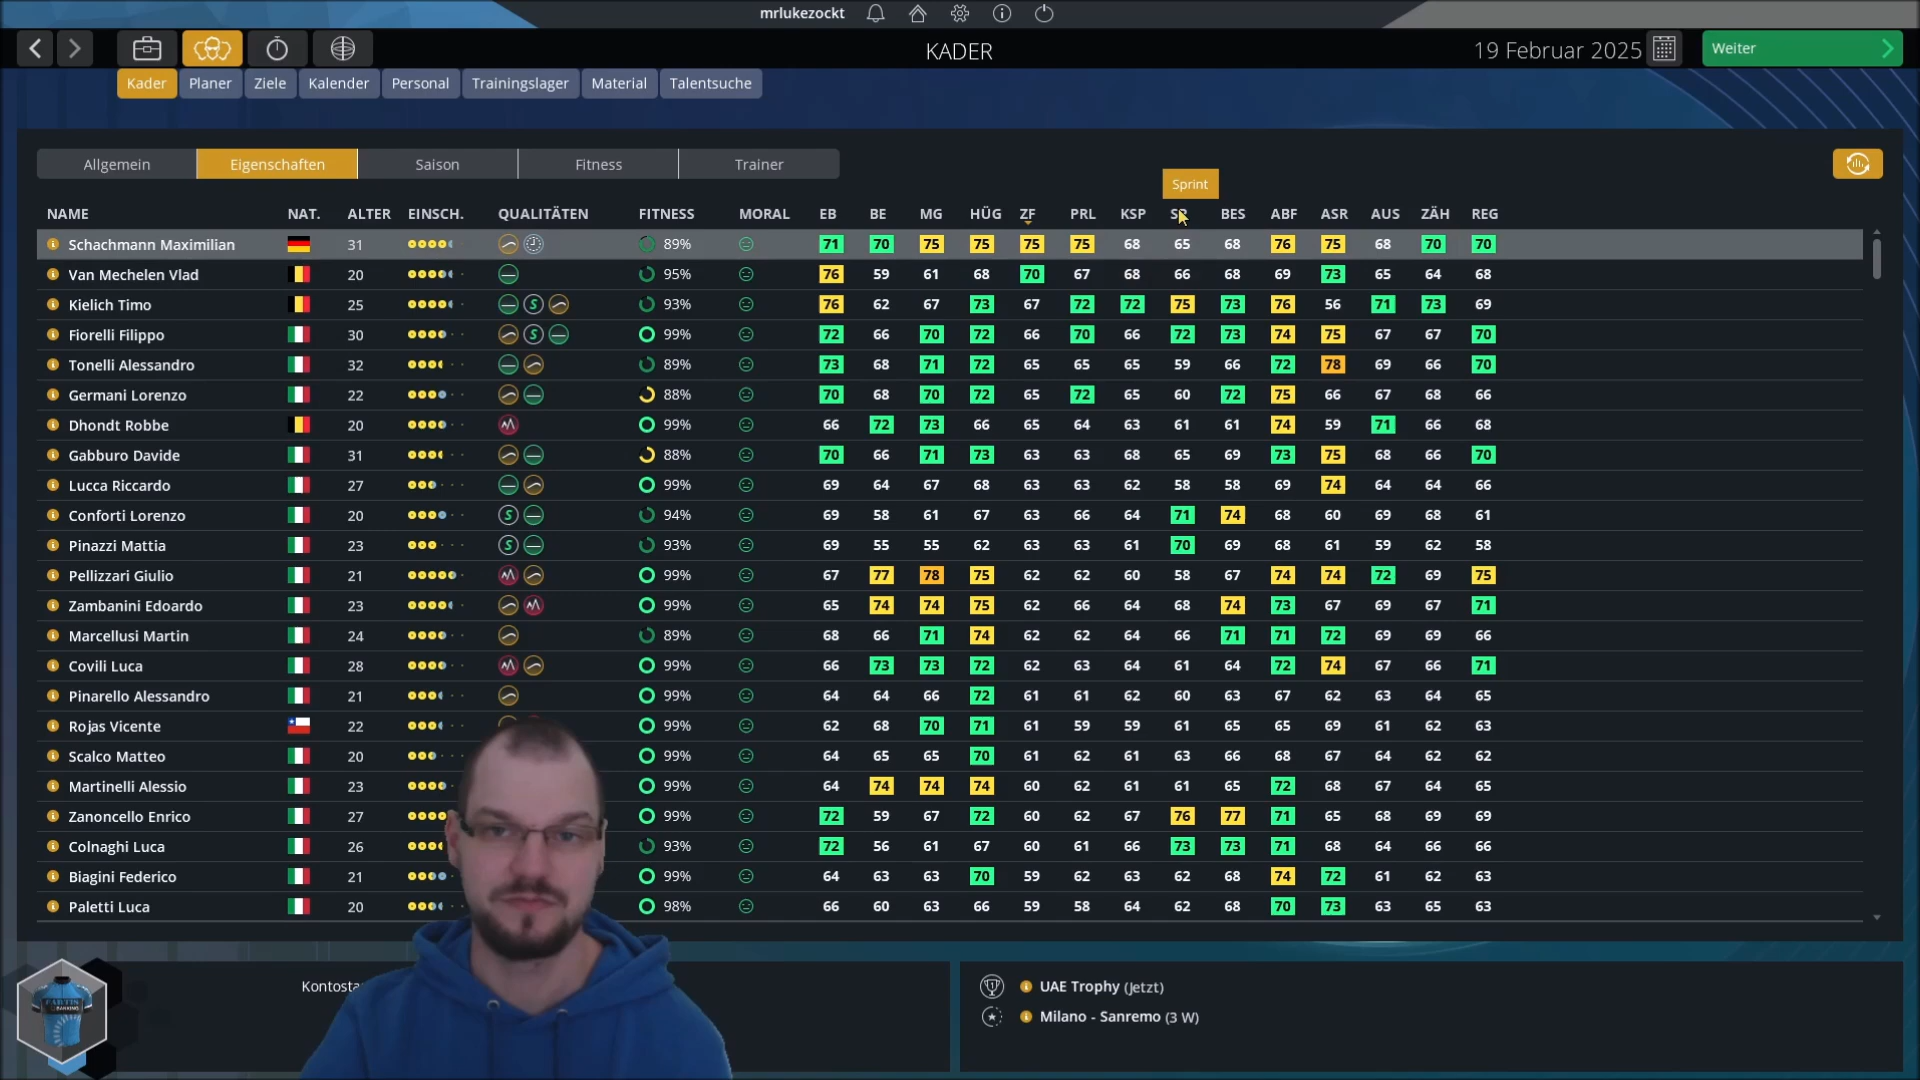 mrlukezockt
KADER
19 Februar 2025
Weiter
Kader Planer Ziele Kalender Personal Trainingslager Material Talentsuche
Allgemein Eigenschaften Saison Fitness Trainer
Sprint
NAME NAT. ALTER EINSCH. QUALITÄTEN FITNESS MORAL EB BE MG HÜG ZF PRL KSP BES ABF ASR AUS ZÄH REG
Schachmann Maximilian 31 89% 71 70 75 75 75 75 68 65 68 76 75 68 70 70
Van Mechelen Vlad 20 95% 76 59 61 68 70 67 68 66 68 69 73 65 64 68
Kielich Timo 25 S 93% 76 62 67 73 67 72 72 75 73 76 56 71 73 69
Fiorelli Filippo 30 S 99% 72 66 70 72 66 70 66 72 73 74 75 67 67 70
Tonelli Alessandro 32 89% 73 68 71 72 65 65 65 59 66 72 78 69 66 70
Germani Lorenzo 22 88% 70 68 70 72 65 72 65 60 72 75 66 67 68 66
Dhondt Robbe 20 99% 66 72 73 66 65 64 63 61 61 74 59 71 66 68
Gabburo Davide 31 88% 70 66 71 73 63 63 68 65 69 73 75 68 66 70
Lucca Riccardo 27 99% 69 64 67 68 63 63 62 58 58 69 74 64 64 66
Conforti Lorenzo 20 S 94% 69 58 61 67 63 66 64 71 74 68 60 69 68 61
Pinazzi Mattia 23 S 93% 69 55 55 62 63 63 61 70 69 68 61 59 62 58
Pellizzari Giulio 21 99% 67 77 78 75 62 62 60 58 67 74 74 72 69 75
Zambanini Edoardo 23 99% 65 74 74 75 62 66 64 68 74 73 67 69 67 71
Marcellusi Martin 24 89% 68 66 71 74 62 62 64 66 71 71 72 69 69 66
Covili Luca 28 99% 66 73 73 72 62 63 64 61 64 72 74 67 66 71
Pinarello Alessandro 21 99% 64 64 66 72 61 61 62 60 63 67 62 63 64 65
Rojas Vicente 22 99% 62 68 70 71 61 59 59 61 65 65 69 61 62 63
Scalco Matteo 20 99% 64 65 65 70 61 62 61 63 66 68 67 64 62 62
Martinelli Alessio 23 99% 64 74 74 74 60 62 61 61 65 72 68 67 64 65
Zanoncello Enrico 27 99% 72 59 67 72 60 62 67 76 77 71 65 68 69 69
Colnaghi Luca 26 93% 72 56 61 67 60 61 66 73 73 71 68 64 66 66
Biagini Federico 21 99% 64 63 63 70 59 62 63 62 68 74 72 61 62 63
Paletti Luca 20 98% 66 60 63 66 59 58 64 62 68 70 73 63 65 63
UAE Trophy (Jetzt)
Milano - Sanremo (3 W)